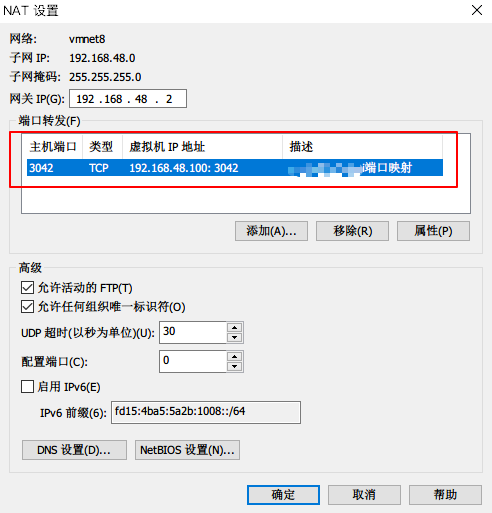 NAT 设置
网络: vmnet8
子网 IP: 192.168.48.0
子网掩码: 255.255.255.0
网关 IP(G): 192 . 168 . 48 . 2
端口转发(F)
主机端口 类型 虚拟机 IP 地址 描述
3042 TCP 192.168.48.100: 3042 端口映射
添加(A)... 移除(R) 属性(P)
高级
允许活动的 FTP(T)
允许任何组织唯一标识符(O)
UDP 超时(以秒为单位)(U): 30
配置端口(C): 0
启用 IPv6(E)
IPv6 前缀(6): fd15:4ba5:5a2b:1008::/64
DNS 设置(D)... NetBIOS 设置(N)...
确定 取消 帮助